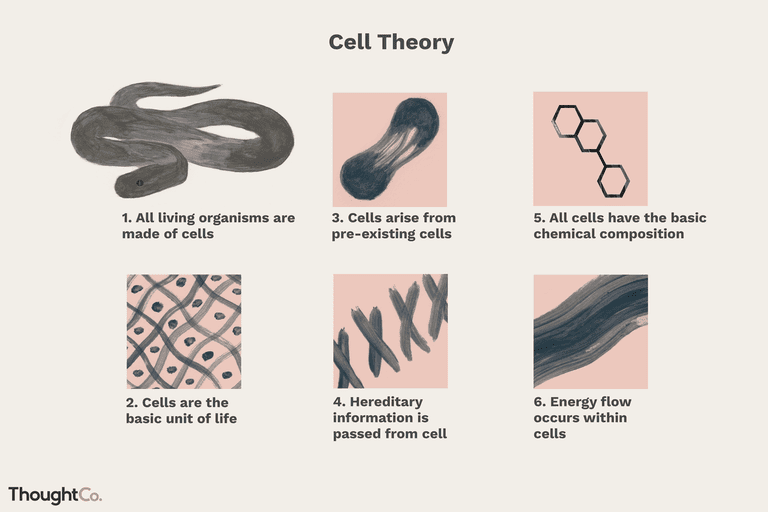 Cell Theory
1. All living organisms are
made of cells
2. Cells are the
basic unit of life
3. Cells arise from
pre-existing cells
4. Hereditary
information is
passed from cell
5. All cells have the basic
chemical composition
6. Energy flow
occurs within
cells
ThoughtCo.